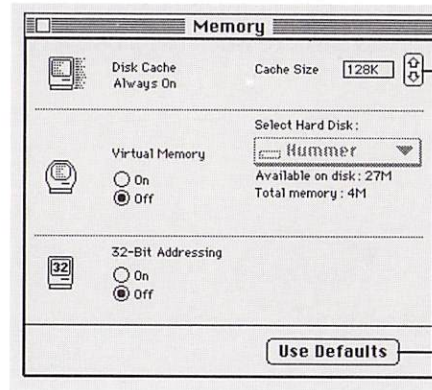 Memory
Disk Cache
Always On
Cache Size
128K
Select Hard Disk:
Hummer
Available on disk: 27M
Total memory: 4M
Virtual Memory
On
Off
32
32-Bit Addressing
On
Off
Use Defaults